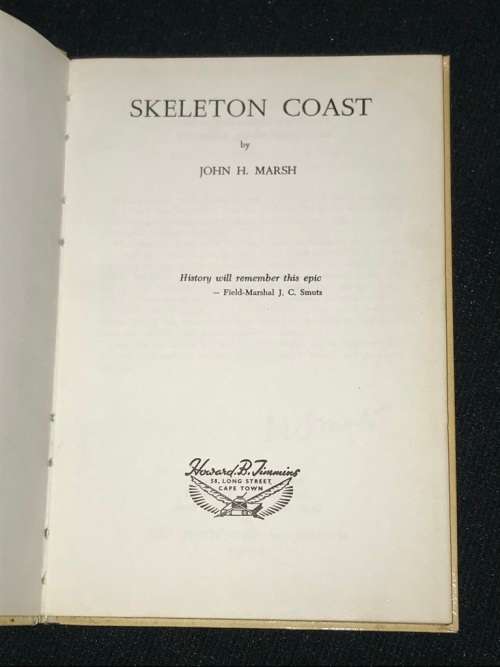 SKELETON COAST
by
JOHN H. MARSH
History will remember this epic
— Field-Marshal J. C. Smuts
Howard B. Timmins
58, LONG STREET
CAPE TOWN